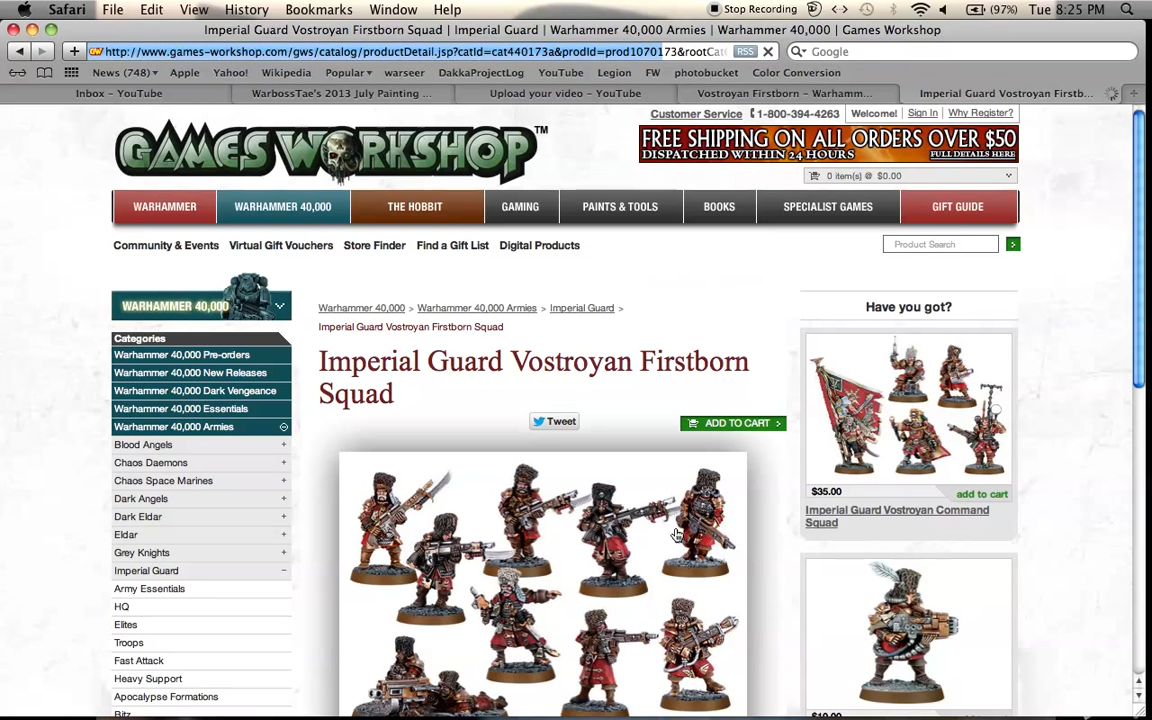 Safari File Edit View History Bookmarks Window Help Stop Recording (97%) Tue 8:25 PM
Imperial Guard Vostroyan Firstborn Squad | Imperial Guard | Warhammer 40,000 Armies | Warhammer 40,000 | Games Workshop
http://www.games-workshop.com/gws/catalog/productDetail.jsp?catId=cat440173a&prodId=prod1070173&rootCat RSS Google
News (748) Apple Yahoo! Wikipedia Popular warseer DakkaProjectLog YouTube Legion FW photobucket Color Conversion
Inbox – YouTube WarbossTae's 2013 July Painting ... Upload your video – YouTube Vostroyan Firstborn – Warhamm... Imperial Guard Vostroyan Firstb...
Customer Service 1-800-394-4263 Welcome! Sign In Why Register?
GAMES WORKSHOP TM
FREE SHIPPING ON ALL ORDERS OVER $50
DISPATCHED WITHIN 24 HOURS FULL DETAILS HERE
0 item(s) @ $0.00
WARHAMMER WARHAMMER 40,000 THE HOBBIT GAMING PAINTS & TOOLS BOOKS SPECIALIST GAMES GIFT GUIDE
Community & Events Virtual Gift Vouchers Store Finder Find a Gift List Digital Products Product Search
WARHAMMER 40,000
Categories
Warhammer 40,000 Pre-orders
Warhammer 40,000 New Releases
Warhammer 40,000 Dark Vengeance
Warhammer 40,000 Essentials
Warhammer 40,000 Armies
Blood Angels +
Chaos Daemons +
Chaos Space Marines +
Dark Angels +
Dark Eldar +
Eldar +
Grey Knights +
Imperial Guard –
Army Essentials
HQ
Elites
Troops
Fast Attack
Heavy Support
Apocalypse Formations
Bitz
Warhammer 40,000 > Warhammer 40,000 Armies > Imperial Guard >
Imperial Guard Vostroyan Firstborn Squad
Imperial Guard Vostroyan Firstborn
Squad
Tweet
ADD TO CART >
Have you got?
$35.00 add to cart
Imperial Guard Vostroyan Command
Squad